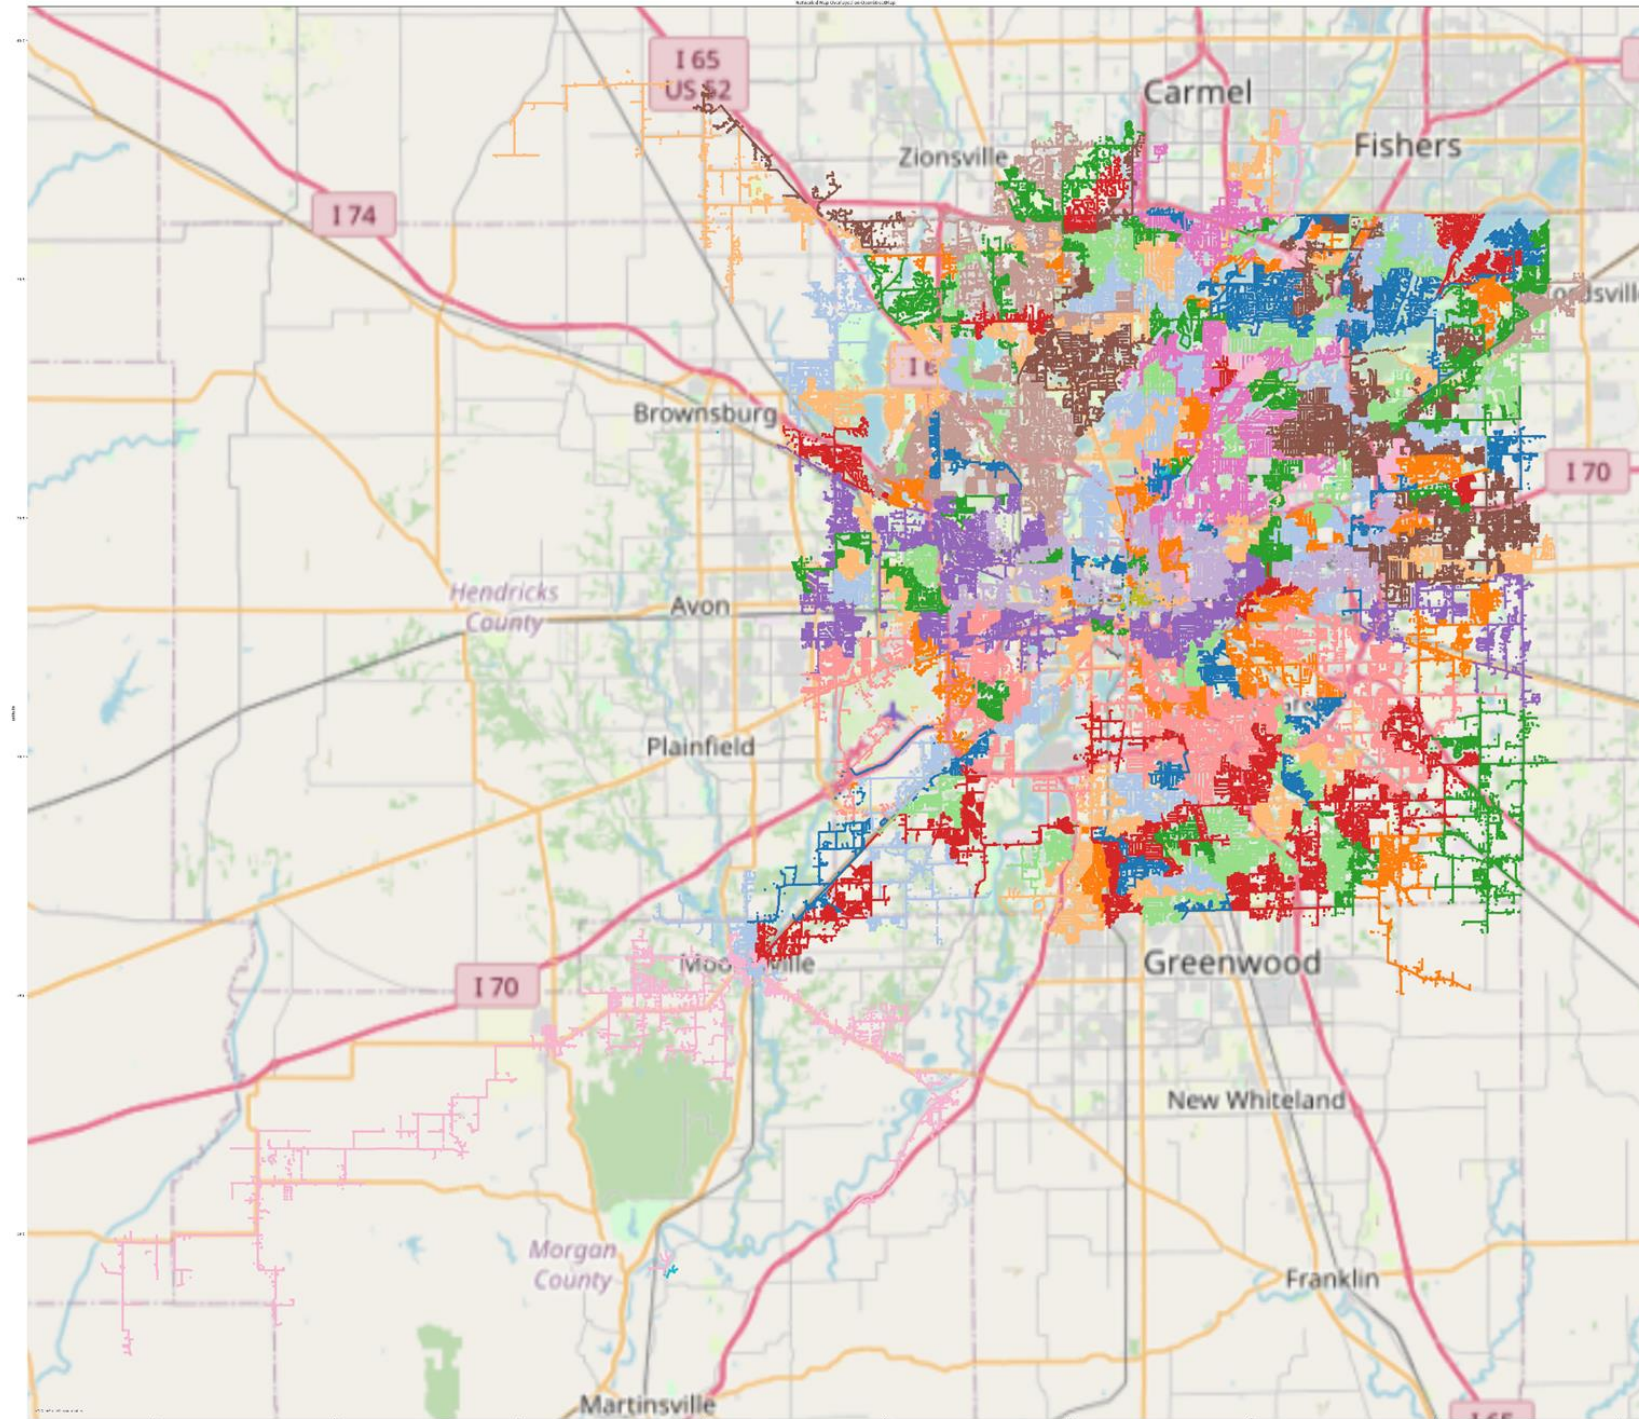 I 65
US 52
Carmel
Fishers
Zionsville
I 74
Brownsburg
I 70
Hendricks
County
Avon
Plainfield
Greenwood
I 70
New Whiteland
Morgan
County
Franklin
Martinsville
I 65